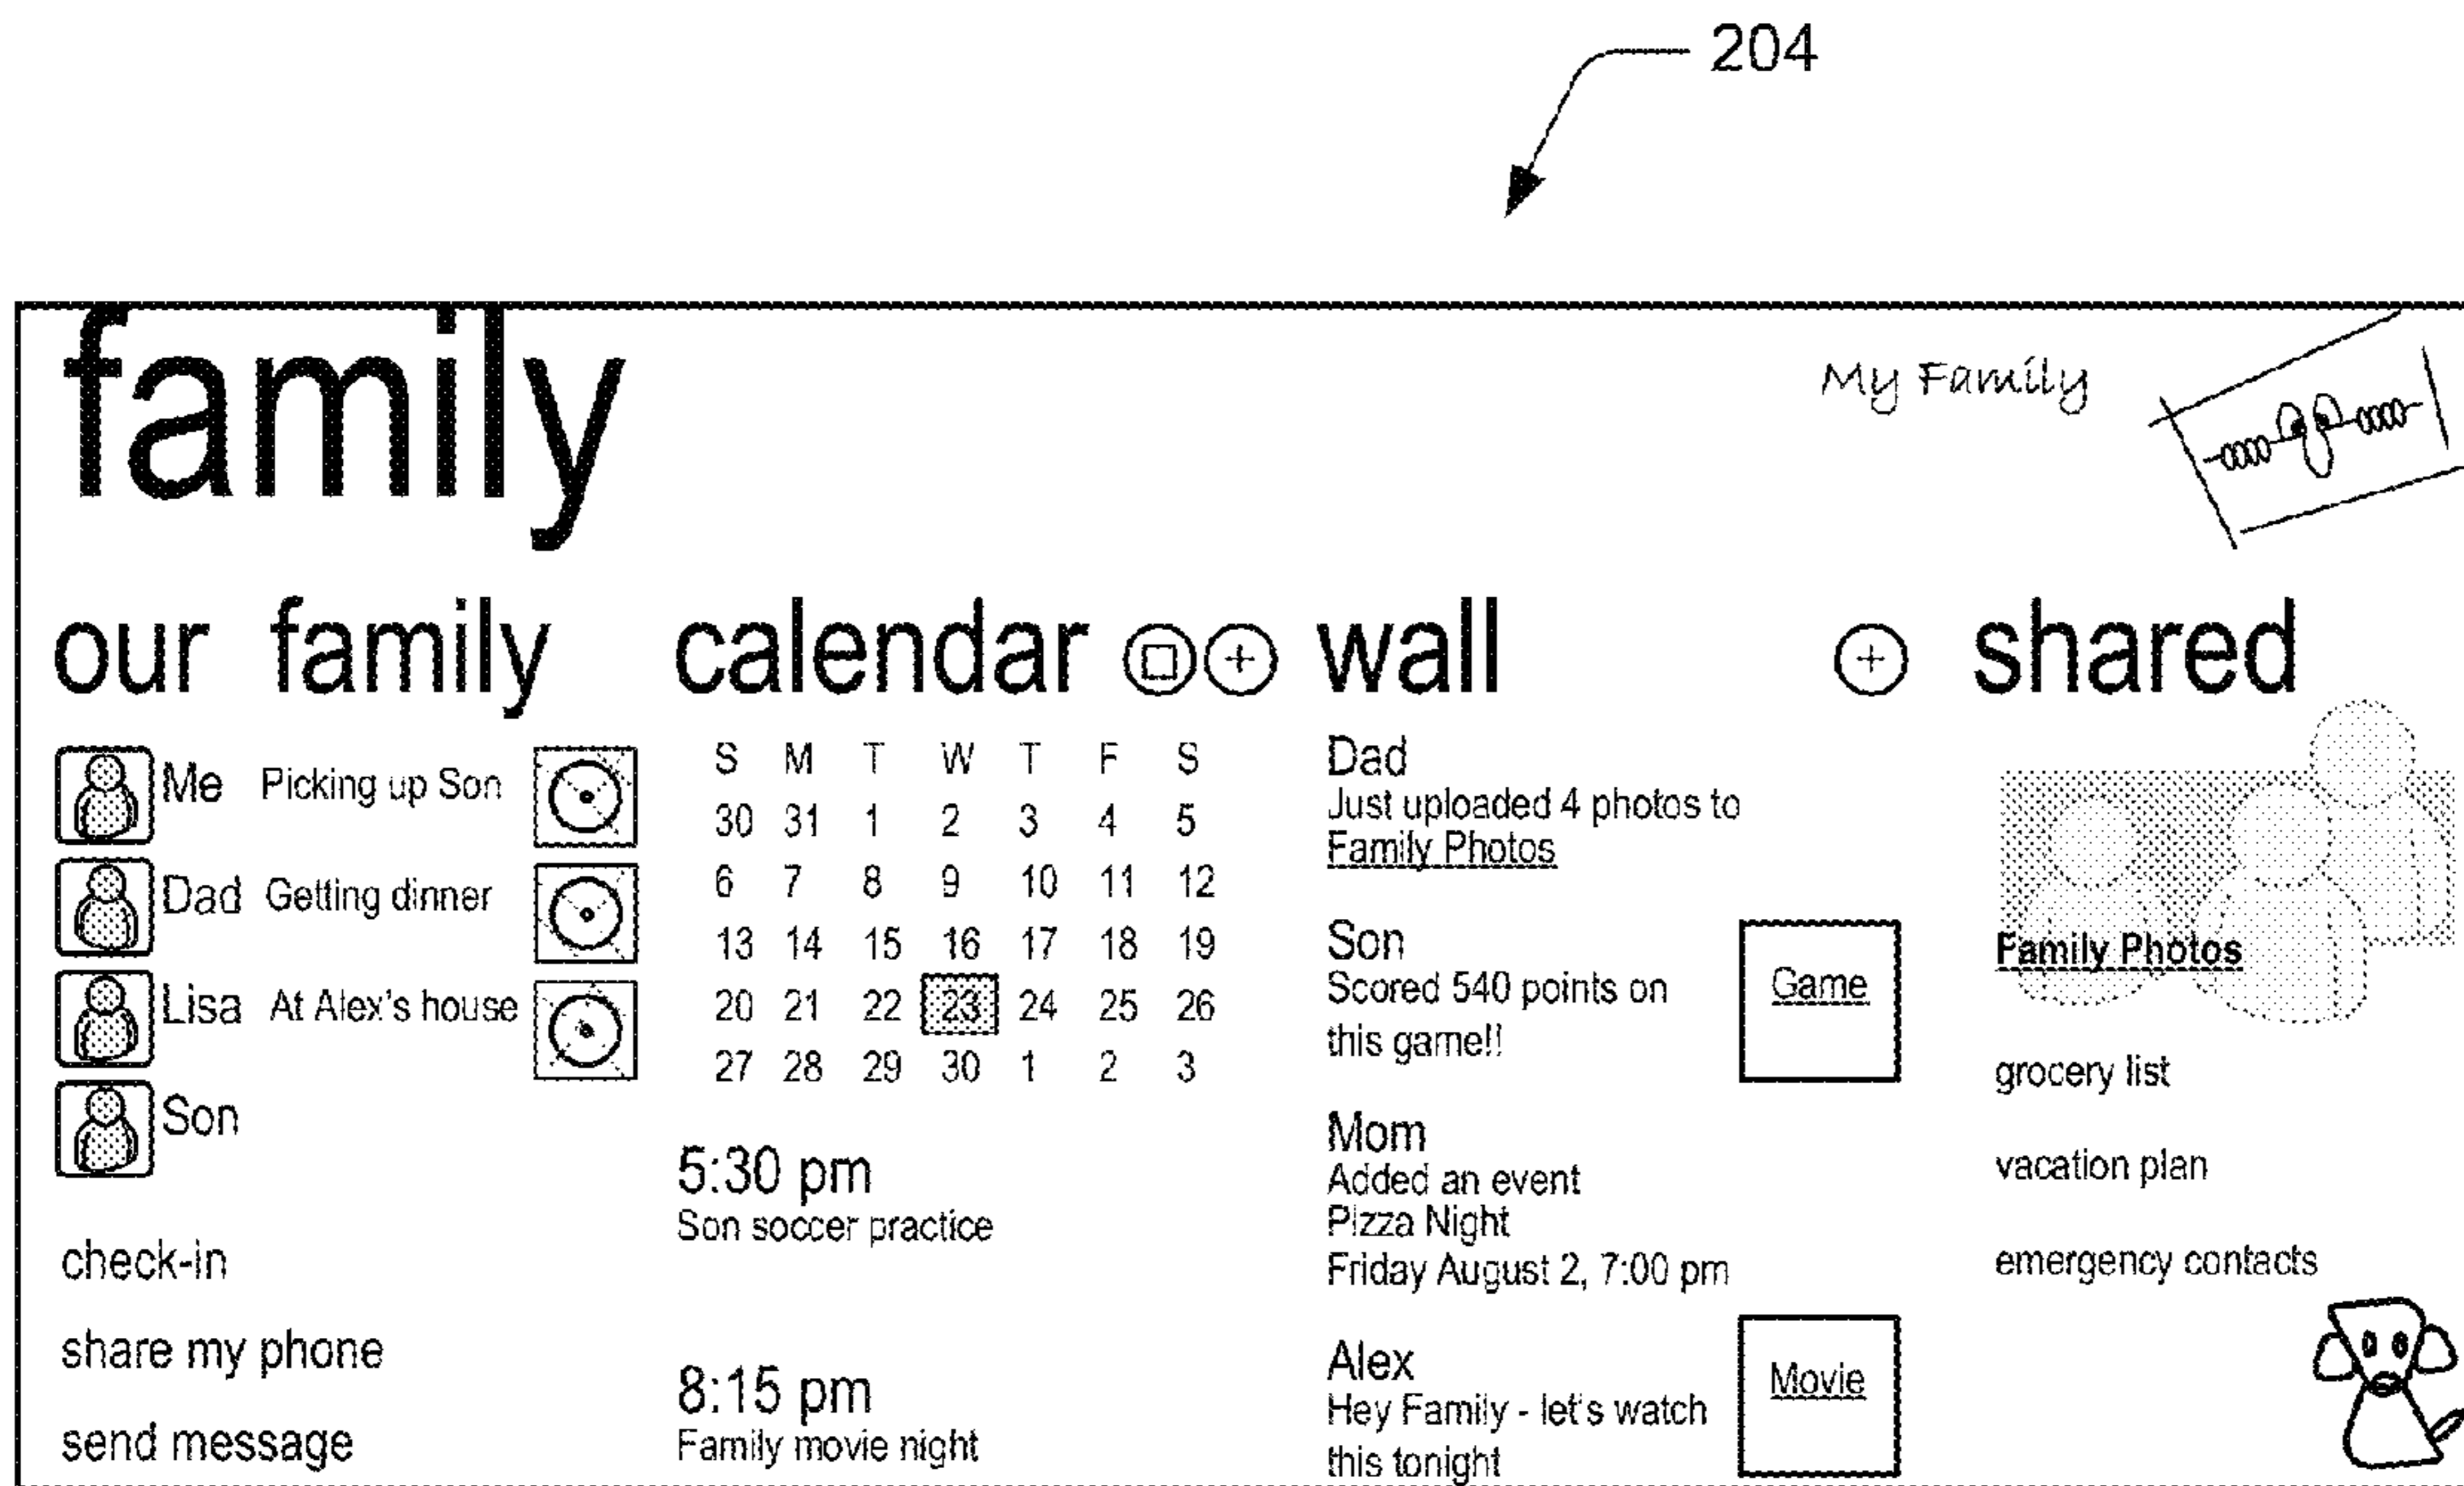 204
family
My Family
our family
Me Picking up Son
Dad Getting dinner
Lisa At Alex's house
Son
check-in
share my phone
send message
calendar
S M T W T F S
30 31 1 2 3 4 5
6 7 8 9 10 11 12
13 14 15 16 17 18 19
20 21 22 23 24 25 26
27 28 29 30 1 2 3
5:30 pm
Son soccer practice
8:15 pm
Family movie night
wall
Dad
Just uploaded 4 photos to
Family Photos
Son
Scored 540 points on
this game!!
Game
Mom
Added an event
Pizza Night
Friday August 2, 7:00 pm
Alex
Hey Family - let's watch
this tonight
Movie
shared
Family Photos
grocery list
vacation plan
emergency contacts